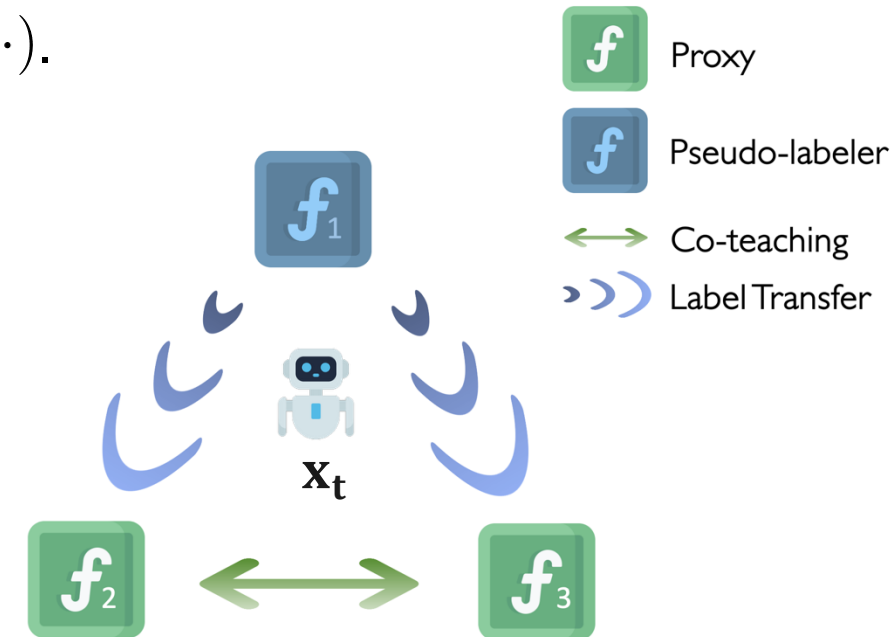 ·).
f Proxy
f Pseudo-labeler
Co-teaching
Label Transfer
f1
xt
f2
f3